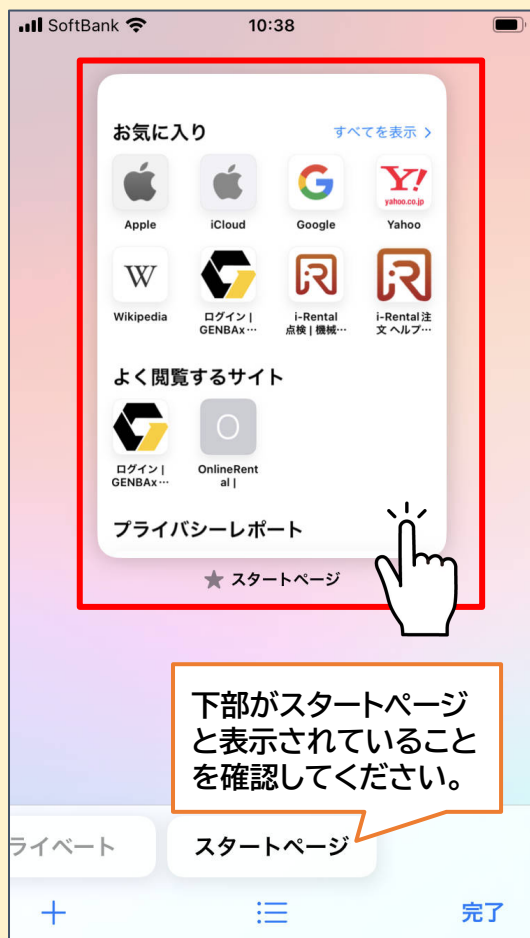 SoftBank 10:38
お気に入り すべてを表示 >
Y!
yahoo.co.jp
Apple iCloud Google Yahoo
W
Wikipedia ログイン | i-Rental i-Rental注
GENBAx… 点検 | 機械… 文 ヘルプ…
よく閲覧するサイト
O
ログイン | OnlineRent
GENBAx… al |
プライバシーレポート
★ スタートページ
下部がスタートページ
と表示されていること
を確認してください。
ライベート スタートページ
+ 完了